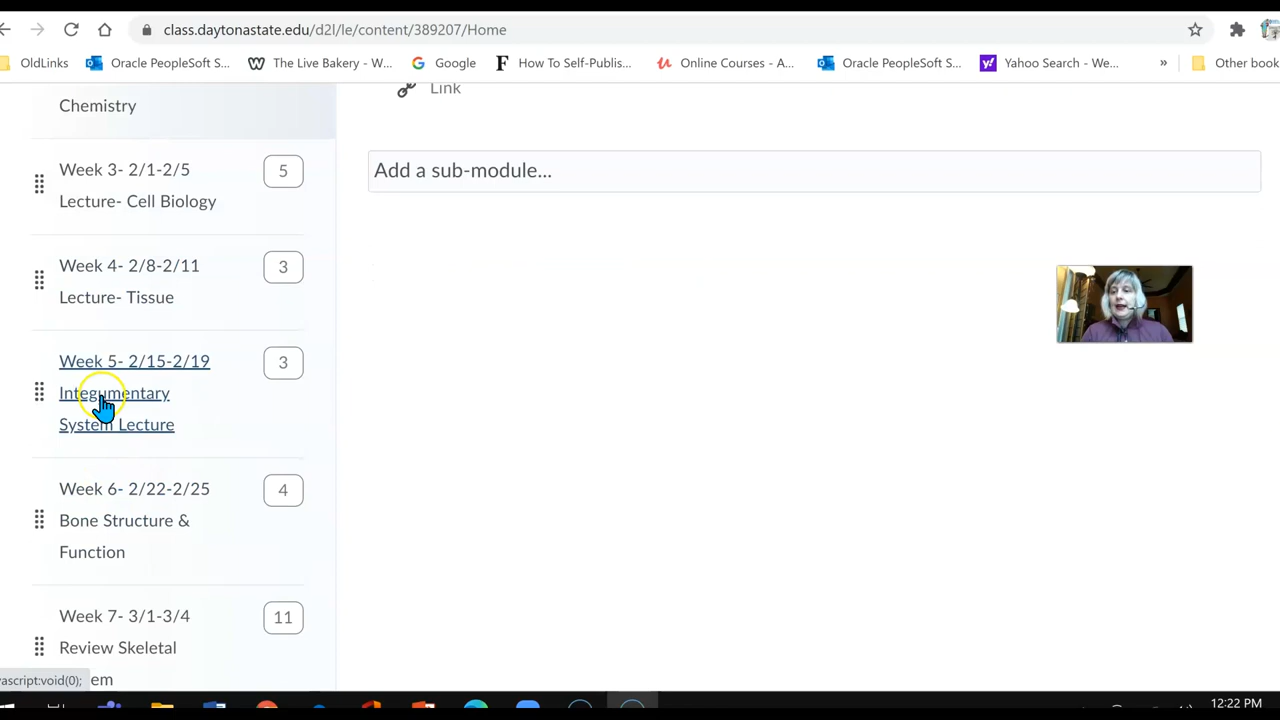 class.daytonastate.edu/d2l/le/content/389207/Home
OldLinks Oracle PeopleSoft S... The Live Bakery - W... Google How To Self-Publis... Online Courses - A... Oracle PeopleSoft S... Yahoo Search - We... » Other book
Link
Chemistry
Add a sub-module...
Week 3- 2/1-2/5 5
Lecture- Cell Biology
Week 4- 2/8-2/11 3
Lecture- Tissue
Week 5- 2/15-2/19 3
Integumentary
System Lecture
Week 6- 2/22-2/25 4
Bone Structure &
Function
Week 7- 3/1-3/4 11
Review Skeletal
vascript:void(0); em
12:22 PM